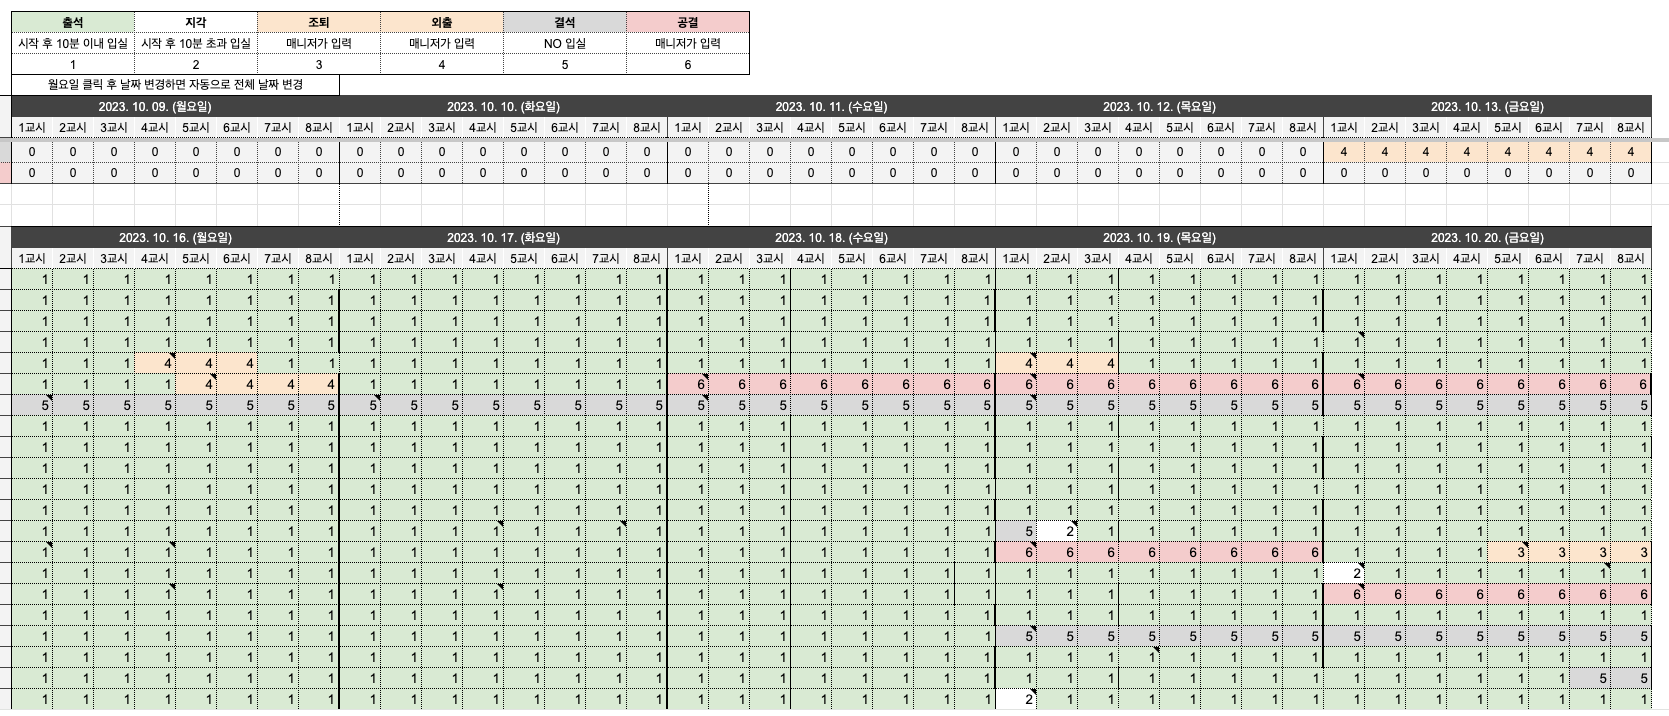 출석 지각 조퇴 외출 결석 공결
시작 후 10분 이내 입실 시작 후 10분 초과 입실 매니저가 입력 매니저가 입력 NO 입실 매니저가 입력
1 2 3 4 5 6
월요일 클릭 후 날짜 변경하면 자동으로 전체 날짜 변경
2023. 10. 09. (월요일) 2023. 10. 10. (화요일) 2023. 10. 11. (수요일) 2023. 10. 12. (목요일) 2023. 10. 13. (금요일)
1교시 2교시 3교시 4교시 5교시 6교시 7교시 8교시 1교시 2교시 3교시 4교시 5교시 6교시 7교시 8교시 1교시 2교시 3교시 4교시 5교시 6교시 7교시 8교시 1교시 2교시 3교시 4교시 5교시 6교시 7교시 8교시 1교시 2교시 3교시 4교시 5교시 6교시 7교시 8교시
0 0 0 0 0 0 0 0 0 0 0 0 0 0 0 0 0 0 0 0 0 0 0 0 0 0 0 0 0 0 0 0 4 4 4 4 4 4 4 4
0 0 0 0 0 0 0 0 0 0 0 0 0 0 0 0 0 0 0 0 0 0 0 0 0 0 0 0 0 0 0 0 0 0 0 0 0 0 0 0
2023. 10. 16. (월요일) 2023. 10. 17. (화요일) 2023. 10. 18. (수요일) 2023. 10. 19. (목요일) 2023. 10. 20. (금요일)
1교시 2교시 3교시 4교시 5교시 6교시 7교시 8교시 1교시 2교시 3교시 4교시 5교시 6교시 7교시 8교시 1교시 2교시 3교시 4교시 5교시 6교시 7교시 8교시 1교시 2교시 3교시 4교시 5교시 6교시 7교시 8교시 1교시 2교시 3교시 4교시 5교시 6교시 7교시 8교시
1 1 1 1 1 1 1 1 1 1 1 1 1 1 1 1 1 1 1 1 1 1 1 1 1 1 1 1 1 1 1 1 1 1 1 1 1 1 1 1
1 1 1 1 1 1 1 1 1 1 1 1 1 1 1 1 1 1 1 1 1 1 1 1 1 1 1 1 1 1 1 1 1 1 1 1 1 1 1 1
1 1 1 1 1 1 1 1 1 1 1 1 1 1 1 1 1 1 1 1 1 1 1 1 1 1 1 1 1 1 1 1 1 1 1 1 1 1 1 1
1 1 1 1 1 1 1 1 1 1 1 1 1 1 1 1 1 1 1 1 1 1 1 1 1 1 1 1 1 1 1 1 1 1 1 1 1 1 1 1
1 1 1 4 4 4 1 1 1 1 1 1 1 1 1 1 1 1 1 1 1 1 1 1 4 4 4 1 1 1 1 1 1 1 1 1 1 1 1 1
1 1 1 1 4 4 4 4 1 1 1 1 1 1 1 1 6 6 6 6 6 6 6 6 6 6 6 6 6 6 6 6 6 6 6 6 6 6 6 6
5 5 5 5 5 5 5 5 5 5 5 5 5 5 5 5 5 5 5 5 5 5 5 5 5 5 5 5 5 5 5 5 5 5 5 5 5 5 5 5
1 1 1 1 1 1 1 1 1 1 1 1 1 1 1 1 1 1 1 1 1 1 1 1 1 1 1 1 1 1 1 1 1 1 1 1 1 1 1 1
1 1 1 1 1 1 1 1 1 1 1 1 1 1 1 1 1 1 1 1 1 1 1 1 1 1 1 1 1 1 1 1 1 1 1 1 1 1 1 1
1 1 1 1 1 1 1 1 1 1 1 1 1 1 1 1 1 1 1 1 1 1 1 1 1 1 1 1 1 1 1 1 1 1 1 1 1 1 1 1
1 1 1 1 1 1 1 1 1 1 1 1 1 1 1 1 1 1 1 1 1 1 1 1 1 1 1 1 1 1 1 1 1 1 1 1 1 1 1 1
1 1 1 1 1 1 1 1 1 1 1 1 1 1 1 1 1 1 1 1 1 1 1 1 1 1 1 1 1 1 1 1 1 1 1 1 1 1 1 1
1 1 1 1 1 1 1 1 1 1 1 1 1 1 1 1 1 1 1 1 1 1 1 1 5 2 1 1 1 1 1 1 1 1 1 1 1 1 1 1
1 1 1 1 1 1 1 1 1 1 1 1 1 1 1 1 1 1 1 1 1 1 1 1 6 6 6 6 6 6 6 6 1 1 1 1 3 3 3 3
1 1 1 1 1 1 1 1 1 1 1 1 1 1 1 1 1 1 1 1 1 1 1 1 1 1 1 1 1 1 1 1 2 1 1 1 1 1 1 1
1 1 1 1 1 1 1 1 1 1 1 1 1 1 1 1 1 1 1 1 1 1 1 1 1 1 1 1 1 1 1 1 6 6 6 6 6 6 6 6
1 1 1 1 1 1 1 1 1 1 1 1 1 1 1 1 1 1 1 1 1 1 1 1 1 1 1 1 1 1 1 1 1 1 1 1 1 1 1 1
1 1 1 1 1 1 1 1 1 1 1 1 1 1 1 1 1 1 1 1 1 1 1 1 5 5 5 5 5 5 5 5 5 5 5 5 5 5 5 5
1 1 1 1 1 1 1 1 1 1 1 1 1 1 1 1 1 1 1 1 1 1 1 1 1 1 1 1 1 1 1 1 1 1 1 1 1 1 1 1
1 1 1 1 1 1 1 1 1 1 1 1 1 1 1 1 1 1 1 1 1 1 1 1 1 1 1 1 1 1 1 1 1 1 1 1 1 1 5 5
1 1 1 1 1 1 1 1 1 1 1 1 1 1 1 1 1 1 1 1 1 1 1 1 2 1 1 1 1 1 1 1 1 1 1 1 1 1 1 1